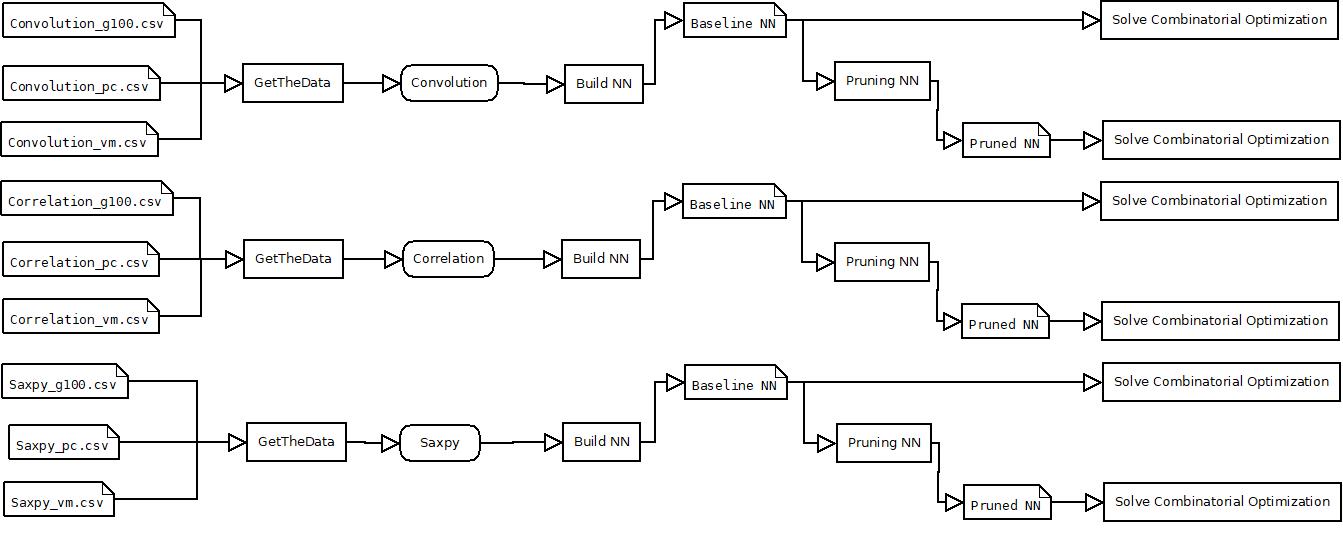 Convolution_g100.csv
Convolution_pc.csv
Convolution_vm.csv
GetTheData
Convolution
Build NN
Baseline NN
Pruning NN
Pruned NN
Solve Combinatorial Optimization
Solve Combinatorial Optimization
Correlation_g100.csv
Correlation_pc.csv
Correlation_vm.csv
GetTheData
Correlation
Build NN
Baseline NN
Pruning NN
Pruned NN
Solve Combinatorial Optimization
Solve Combinatorial Optimization
Saxpy_g100.csv
Saxpy_pc.csv
Saxpy_vm.csv
GetTheData
Saxpy
Build NN
Baseline NN
Pruning NN
Pruned NN
Solve Combinatorial Optimization
Solve Combinatorial Optimization